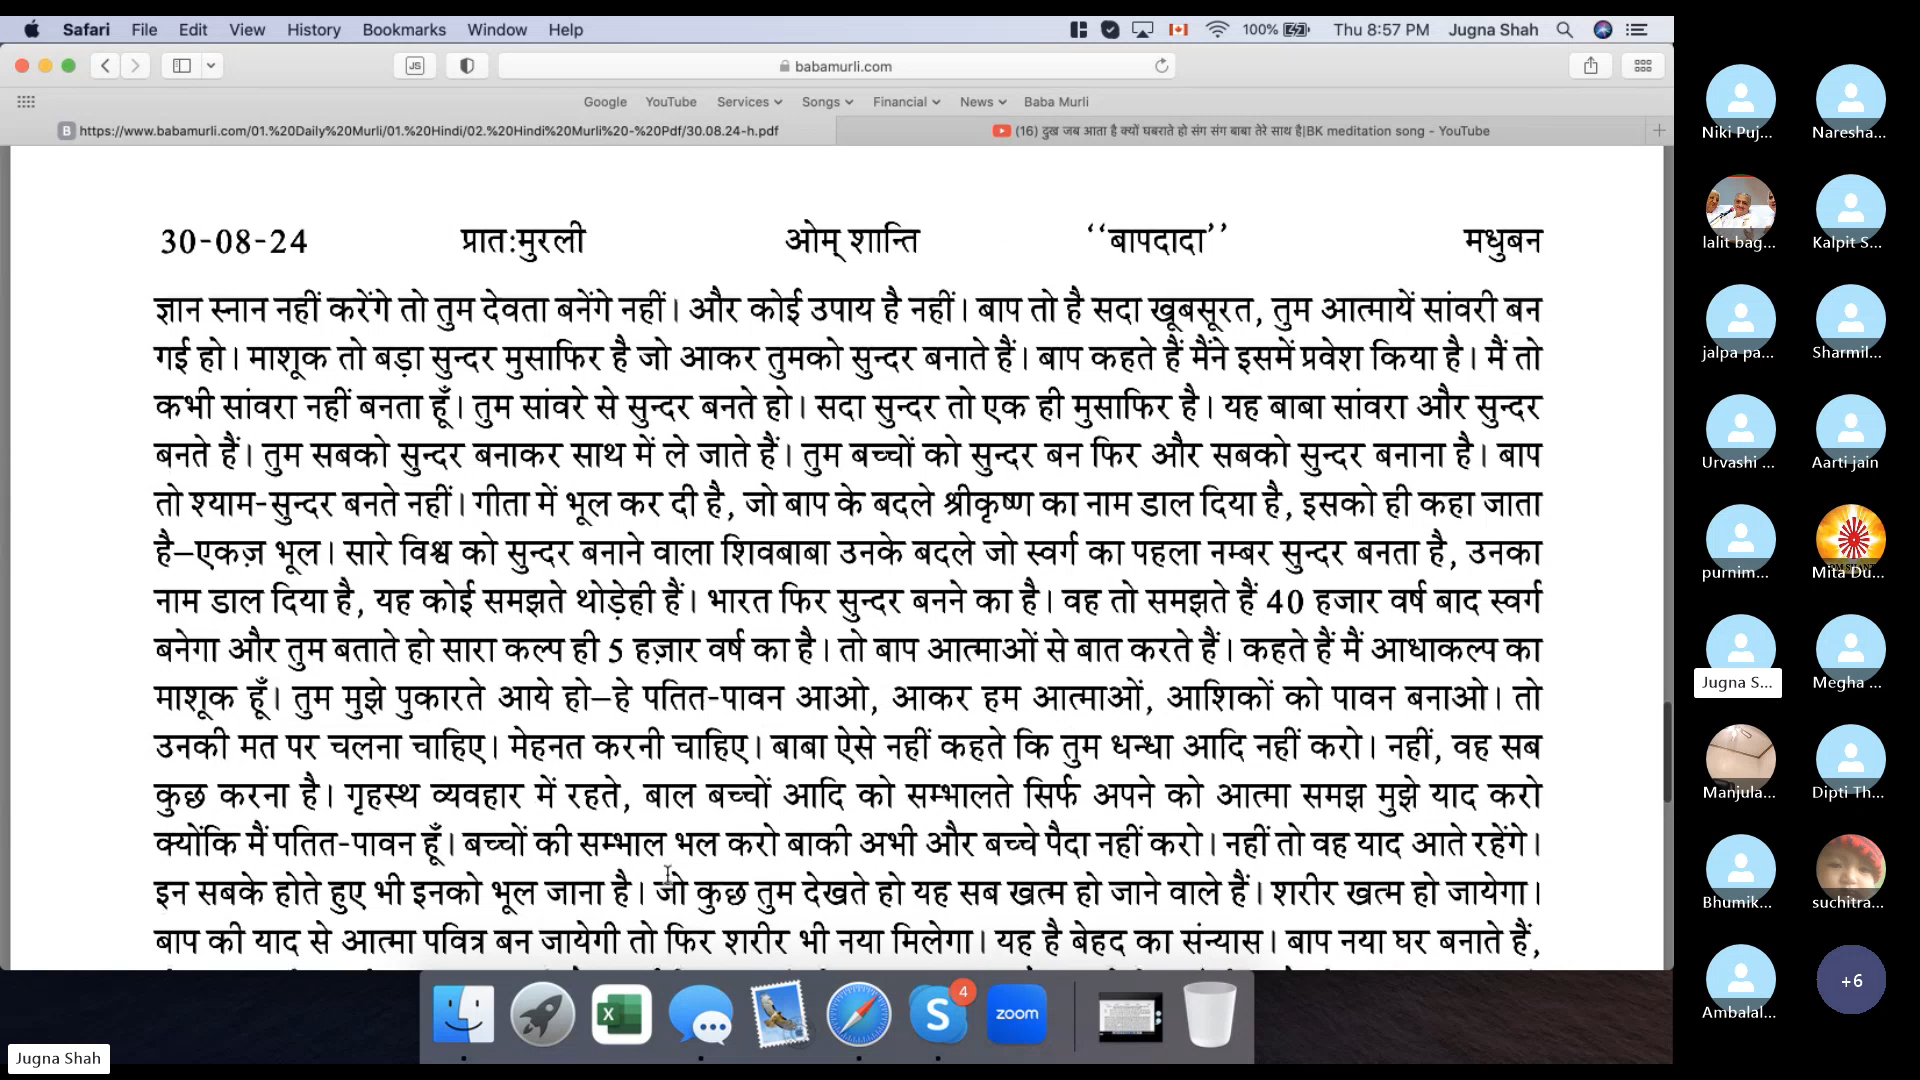 Safari File Edit View History Bookmarks Window Help 100% Thu 8:57 PM Jugna Shah
JS babamurli.com
Google YouTube Services Songs Financial News Baba Murli
B https://www.babamurli.com/01.%20Daily%20Murli/01.%20Hindi/02.%20Hindi%20Murli%20-%20Pdf/30.08.24-h.pdf
(16) दुख जब आता है क्यों घबराते हो संग संग बाबा तेरे साथ है|BK meditation song - YouTube
30-08-24 प्रात:मुरली ओम् शान्ति ‘‘बापदादा’’ मधुबन
ज्ञान स्नान नहीं करेंगे तो तुम देवता बनेंगे नहीं। और कोई उपाय है नहीं। बाप तो है सदा खूबसूरत, तुम आत्मायें सांवरी बन
गई हो। माशूक तो बड़ा सुन्दर मुसाफिर है जो आकर तुमको सुन्दर बनाते हैं। बाप कहते हैं मैंने इसमें प्रवेश किया है। मैं तो
कभी सांवरा नहीं बनता हूँ। तुम सांवरे से सुन्दर बनते हो। सदा सुन्दर तो एक ही मुसाफिर है। यह बाबा सांवरा और सुन्दर
बनते हैं। तुम सबको सुन्दर बनाकर साथ में ले जाते हैं। तुम बच्चों को सुन्दर बन फिर और सबको सुन्दर बनाना है। बाप
तो श्याम-सुन्दर बनते नहीं। गीता में भूल कर दी है, जो बाप के बदले श्रीकृष्ण का नाम डाल दिया है, इसको ही कहा जाता
है–एकज़ भूल। सारे विश्व को सुन्दर बनाने वाला शिवबाबा उनके बदले जो स्वर्ग का पहला नम्बर सुन्दर बनता है, उनका
नाम डाल दिया है, यह कोई समझते थोड़ेही हैं। भारत फिर सुन्दर बनने का है। वह तो समझते हैं 40 हजार वर्ष बाद स्वर्ग
बनेगा और तुम बताते हो सारा कल्प ही 5 हज़ार वर्ष का है। तो बाप आत्माओं से बात करते हैं। कहते हैं मैं आधाकल्प का
माशूक हूँ। तुम मुझे पुकारते आये हो–हे पतित-पावन आओ, आकर हम आत्माओं, आशिकों को पावन बनाओ। तो
उनकी मत पर चलना चाहिए। मेहनत करनी चाहिए। बाबा ऐसे नहीं कहते कि तुम धन्धा आदि नहीं करो। नहीं, वह सब
कुछ करना है। गृहस्थ व्यवहार में रहते, बाल बच्चों आदि को सम्भालते सिर्फ अपने को आत्मा समझ मुझे याद करो
क्योंकि मैं पतित-पावन हूँ। बच्चों की सम्भाल भल करो बाकी अभी और बच्चे पैदा नहीं करो। नहीं तो वह याद आते रहेंगे।
इन सबके होते हुए भी इनको भूल जाना है। जो कुछ तुम देखते हो यह सब खत्म हो जाने वाले हैं। शरीर खत्म हो जायेगा।
बाप की याद से आत्मा पवित्र बन जायेगी तो फिर शरीर भी नया मिलेगा। यह है बेहद का संन्यास। बाप नया घर बनाते हैं,
X S 4 zoom
Jugna Shah
Niki Puj... Naresha...
lalit bag... Kalpit S...
jalpa pa... Sharmil...
Urvashi ... Aarti jain
purnim... Mita Du...
Jugna S... Megha ...
Manjula... Dipti Th...
Bhumik... suchitra...
Ambalal... +6